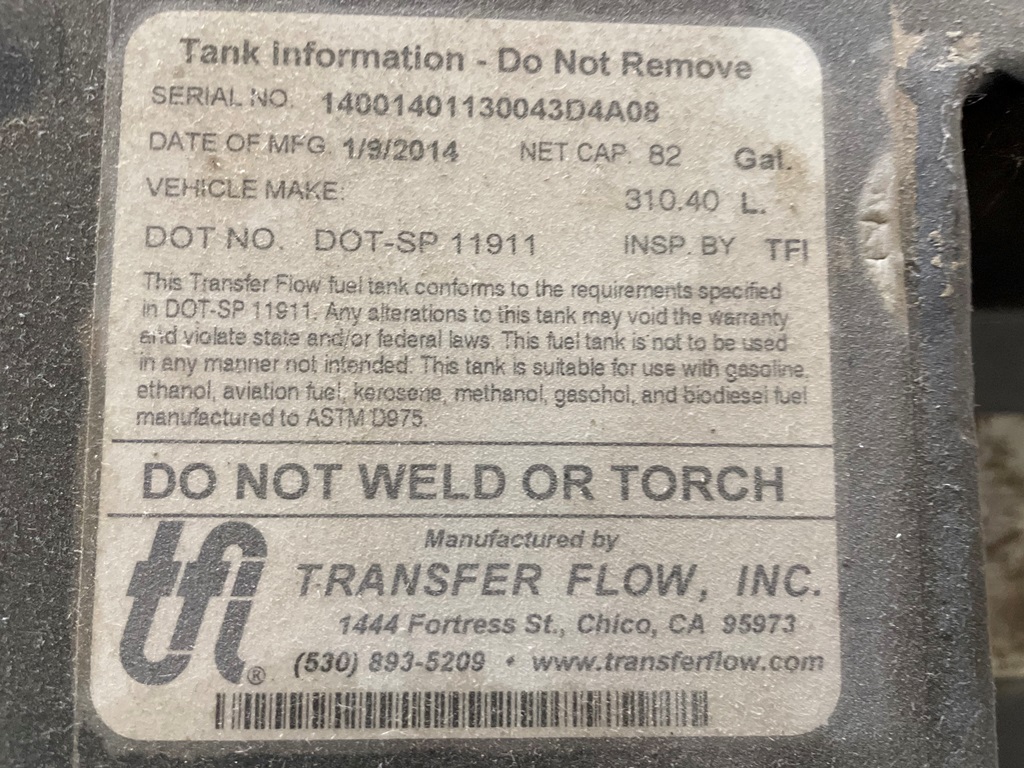 Tank Information - Do Not Remove
SERIAL NO. 14001401130043D4A08
DATE OF MFG. 1/9/2014 NET CAP. 82 Gal.
VEHICLE MAKE: 310.40 L.
DOT NO. DOT-SP 11911 INSP. BY TFI
This Transfer Flow fuel tank conforms to the requirements specified
in DOT-SP 11911. Any alterations to this tank may void the warranty
and violate state and/or federal laws. This fuel tank is not to be used
in any manner not intended. This tank is suitable for use with gasoline,
ethanol, aviation fuel, kerosene, methanol, gasohol, and biodiesel fuel
manufactured to ASTM D975.
DO NOT WELD OR TORCH
tfi®
Manufactured by
TRANSFER FLOW, INC.
1444 Fortress St., Chico, CA 95973
(530) 893-5209 • www.transferflow.com